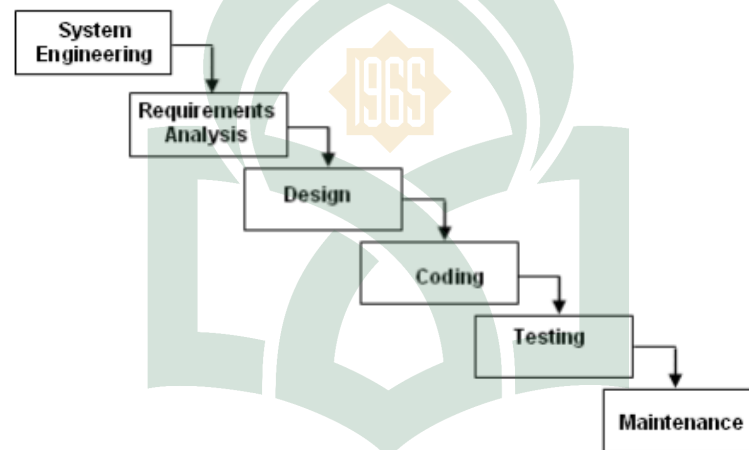 System
Engineering
1965
Requirements
Analysis
Design
Coding
Testing
Maintenance